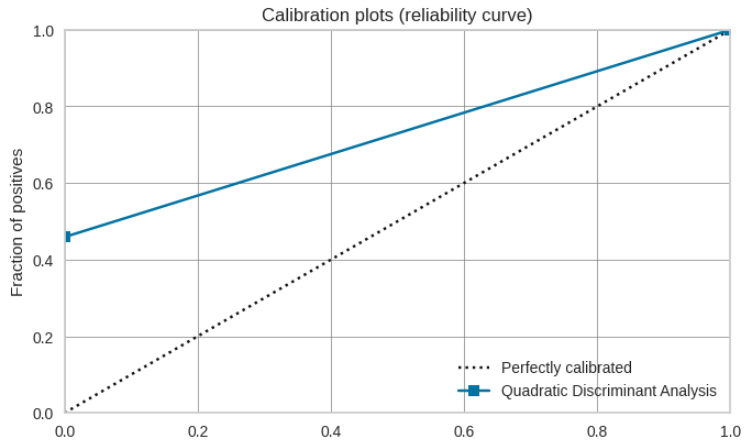 Calibration plots (reliability curve)
Fraction of positives
1.0
0.8
0.6
0.4
0.2
0.0
0.0 0.2 0.4 0.6 0.8 1.0
Perfectly calibrated
Quadratic Discriminant Analysis